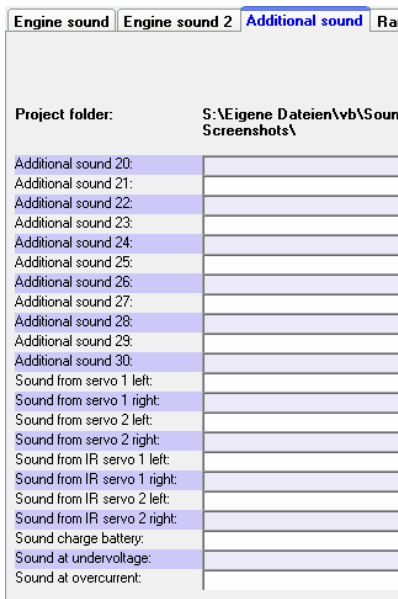 Engine sound Engine sound 2 Additional sound
Project folder: S:\Eigene Dateien\vb\Soun
Screenshots\
Additional sound 20:
Additional sound 21:
Additional sound 22:
Additional sound 23:
Additional sound 24:
Additional sound 25:
Additional sound 26:
Additional sound 27:
Additional sound 28:
Additional sound 29:
Additional sound 30:
Sound from servo 1 left:
Sound from servo 1 right:
Sound from servo 2 left:
Sound from servo 2 right:
Sound from IR servo 1 left:
Sound from IR servo 1 right:
Sound from IR servo 2 left:
Sound from IR servo 2 right:
Sound charge battery:
Sound at undervoltage:
Sound at overcurrent: